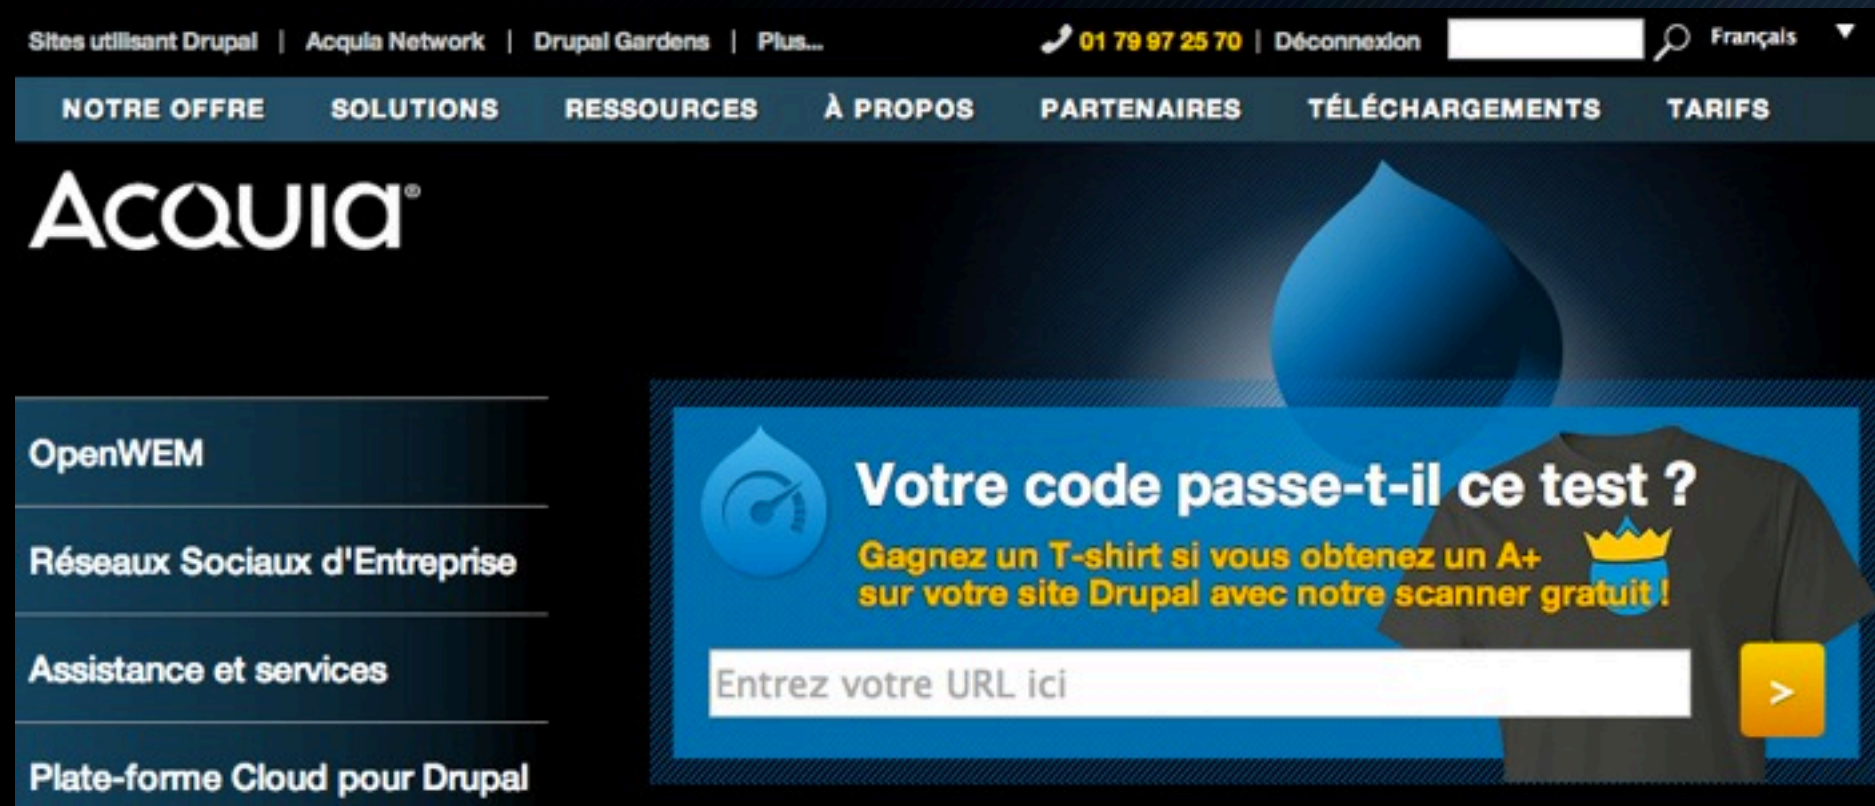 Sites utilisant Drupal | Acquia Network | Drupal Gardens | Plus...
01 79 97 25 70 | Déconnexion
Français
NOTRE OFFRE SOLUTIONS RESSOURCES À PROPOS PARTENAIRES TÉLÉCHARGEMENTS TARIFS
ACQUIA®
OpenWEM
Réseaux Sociaux d'Entreprise
Assistance et services
Plate-forme Cloud pour Drupal
Votre code passe-t-il ce test ?
Gagnez un T-shirt si vous obtenez un A+
sur votre site Drupal avec notre scanner gratuit !
Entrez votre URL ici
>